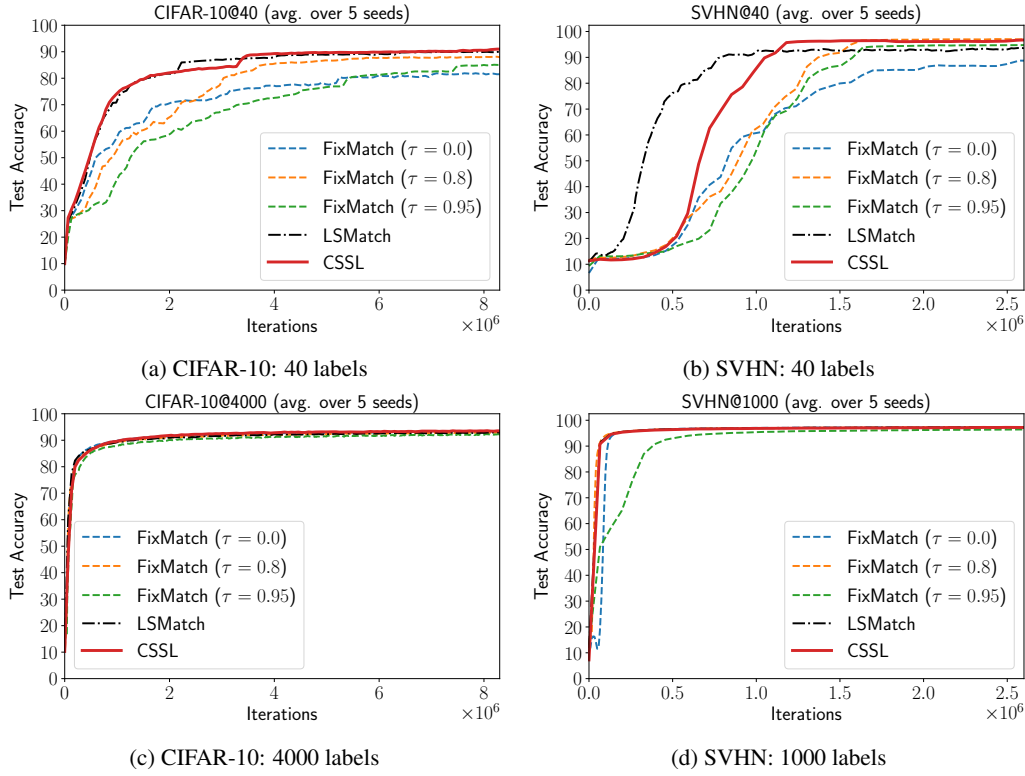 CIFAR-10@40 (avg. over 5 seeds)
100
90
80
70
60
50
40
30
20
10
0
Test Accuracy
FixMatch (τ = 0.0)
FixMatch (τ = 0.8)
FixMatch (τ = 0.95)
LSMatch
CSSL
0 2 4 6 8
Iterations
×10⁶
(a) CIFAR-10: 40 labels
SVHN@40 (avg. over 5 seeds)
100
90
80
70
60
50
40
30
20
10
0
Test Accuracy
FixMatch (τ = 0.0)
FixMatch (τ = 0.8)
FixMatch (τ = 0.95)
LSMatch
CSSL
0.0 0.5 1.0 1.5 2.0 2.5
Iterations
×10⁶
(b) SVHN: 40 labels
CIFAR-10@4000 (avg. over 5 seeds)
100
90
80
70
60
50
40
30
20
10
0
Test Accuracy
FixMatch (τ = 0.0)
FixMatch (τ = 0.8)
FixMatch (τ = 0.95)
LSMatch
CSSL
0 2 4 6 8
Iterations
×10⁶
(c) CIFAR-10: 4000 labels
SVHN@1000 (avg. over 5 seeds)
100
90
80
70
60
50
40
30
20
10
0
Test Accuracy
FixMatch (τ = 0.0)
FixMatch (τ = 0.8)
FixMatch (τ = 0.95)
LSMatch
CSSL
0.0 0.5 1.0 1.5 2.0 2.5
Iterations
×10⁶
(d) SVHN: 1000 labels